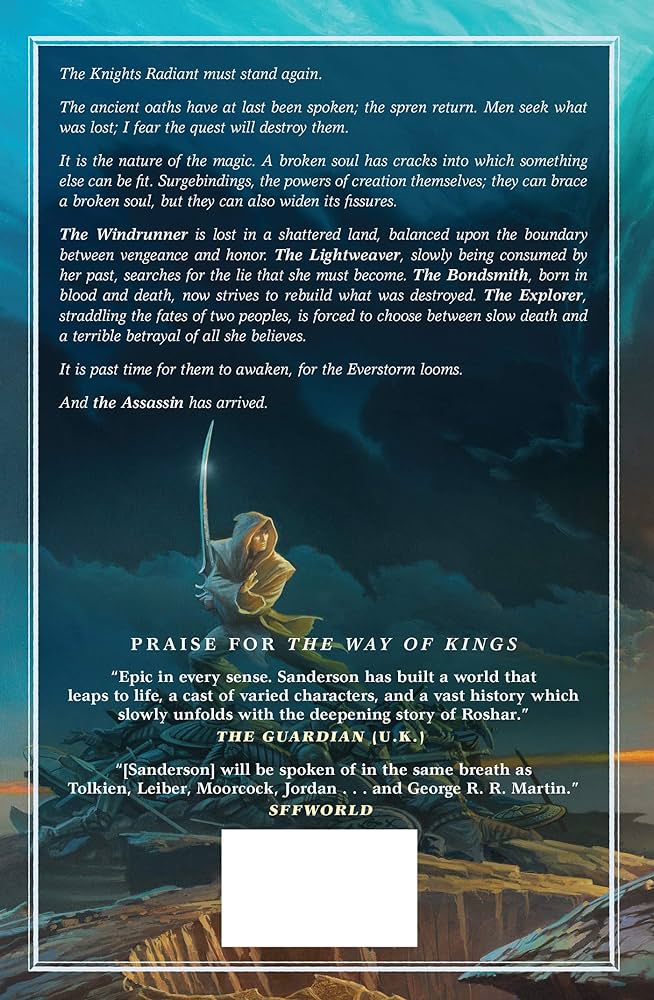 The Knights Radiant must stand again.
The ancient oaths have at last been spoken; the spren return. Men seek what
was lost; I fear the quest will destroy them.
It is the nature of the magic. A broken soul has cracks into which something
else can be fit. Surgebindings, the powers of creation themselves; they can brace
a broken soul, but they can also widen its fissures.
The Windrunner is lost in a shattered land, balanced upon the boundary
between vengeance and honor. The Lightweaver, slowly being consumed by
her past, searches for the lie that she must become. The Bondsmith, born in
blood and death, now strives to rebuild what was destroyed. The Explorer,
straddling the fates of two peoples, is forced to choose between slow death and
a terrible betrayal of all she believes.
It is past time for them to awaken, for the Everstorm looms.
And the Assassin has arrived.
PRAISE FOR THE WAY OF KINGS
“Epic in every sense. Sanderson has built a world that
leaps to life, a cast of varied characters, and a vast history which
slowly unfolds with the deepening story of Roshar.”
THE GUARDIAN (U.K.)
“[Sanderson] will be spoken of in the same breath as
Tolkien, Leiber, Moorcock, Jordan . . . and George R. R. Martin.”
SFFWORLD